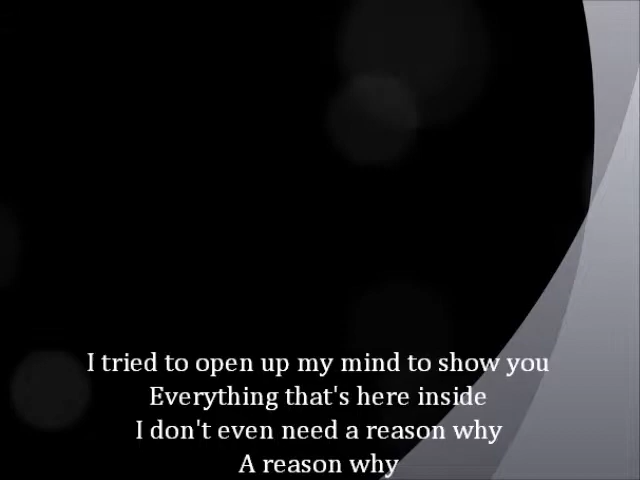 I tried to open up my mind to show you
Everything that's here inside
I don't even need a reason why
A reason why